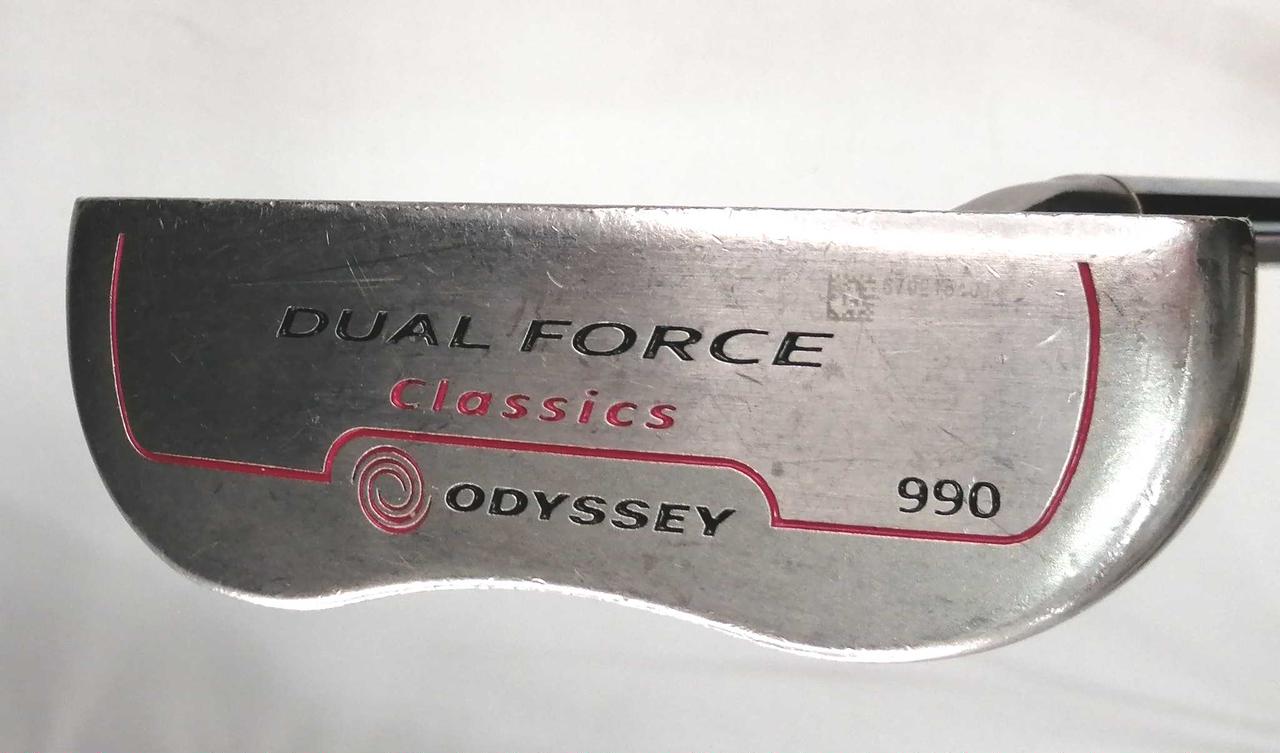 DUAL FORCE
Classics
ODYSSEY
990